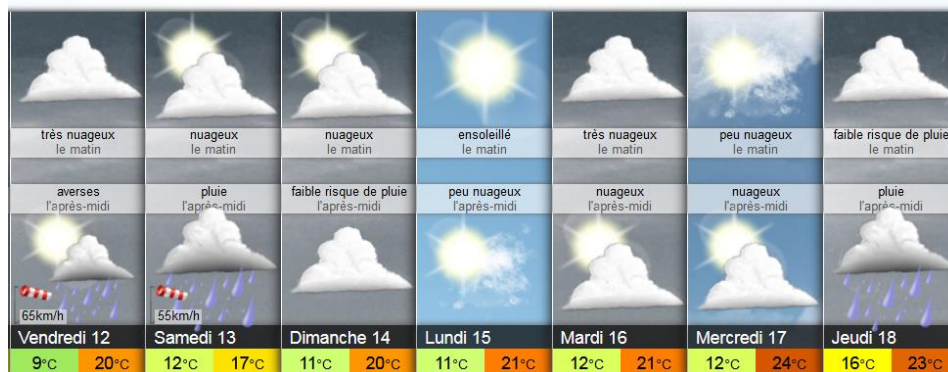 très nuageux
le matin
nuageux
le matin
nuageux
le matin
ensoleillé
le matin
très nuageux
le matin
peu nuageux
le matin
faible risque de pluie
le matin
averses
l'après-midi
pluie
l'après-midi
faible risque de pluie
l'après-midi
peu nuageux
l'après-midi
nuageux
l'après-midi
nuageux
l'après-midi
pluie
l'après-midi
65km/h
55km/h
Vendredi 12
Samedi 13
Dimanche 14
Lundi 15
Mardi 16
Mercredi 17
Jeudi 18
9°C 20°C
12°C 17°C
11°C 20°C
11°C 21°C
12°C 21°C
12°C 24°C
16°C 23°C